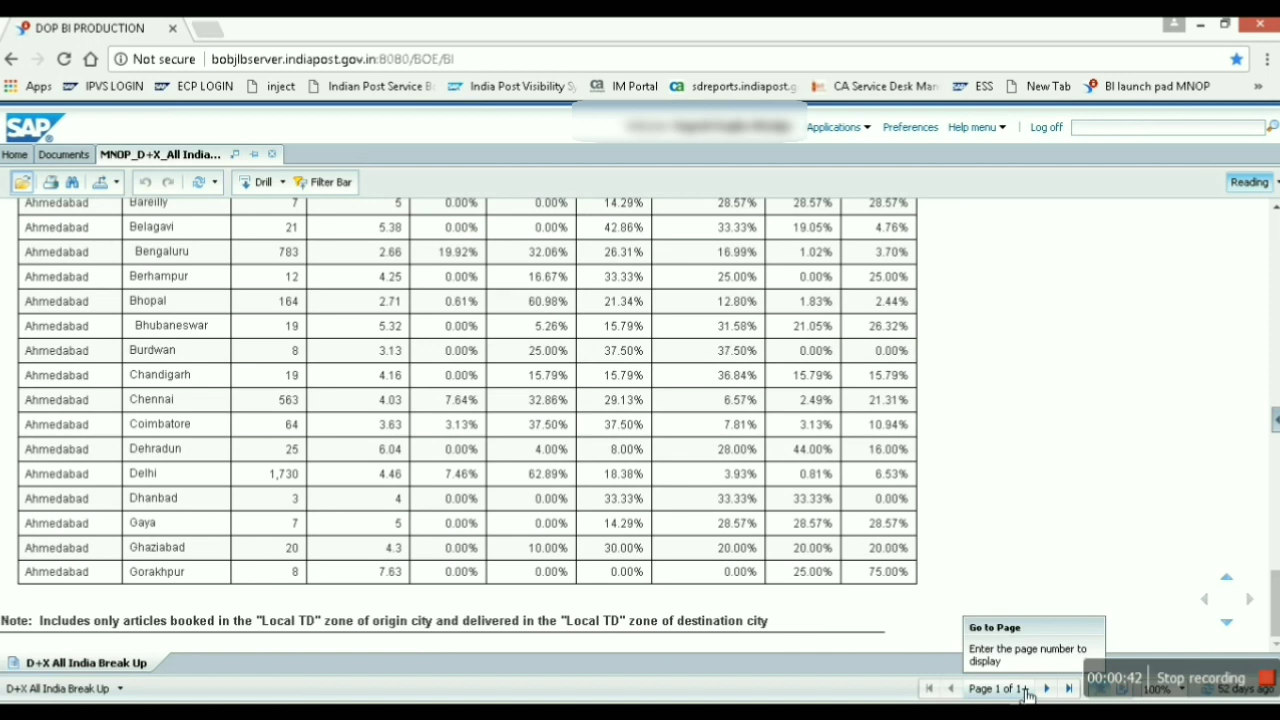 DOP BI PRODUCTION
Not secure | bobjlbserver.indiapost.gov.in:8080/BOE/BI
Apps IPVS LOGIN ECP LOGIN inject Indian Post Service B India Post Visibility Sy IM Portal sdreports.indiapost.g CA Service Desk Man ESS New Tab BI launch pad MNOP »
SAP Applications Preferences Help menu Log off
Home Documents MNOP_D+X_All India...
Drill Filter Bar Reading
Ahmedabad Bareilly 7 5 0.00% 0.00% 14.29% 28.57% 28.57% 28.57%
Ahmedabad Belagavi 21 5.38 0.00% 0.00% 42.86% 33.33% 19.05% 4.76%
Ahmedabad Bengaluru 783 2.66 19.92% 32.06% 26.31% 16.99% 1.02% 3.70%
Ahmedabad Berhampur 12 4.25 0.00% 16.67% 33.33% 25.00% 0.00% 25.00%
Ahmedabad Bhopal 164 2.71 0.61% 60.98% 21.34% 12.80% 1.83% 2.44%
Ahmedabad Bhubaneswar 19 5.32 0.00% 5.26% 15.79% 31.58% 21.05% 26.32%
Ahmedabad Burdwan 8 3.13 0.00% 25.00% 37.50% 37.50% 0.00% 0.00%
Ahmedabad Chandigarh 19 4.16 0.00% 15.79% 15.79% 36.84% 15.79% 15.79%
Ahmedabad Chennai 563 4.03 7.64% 32.86% 29.13% 6.57% 2.49% 21.31%
Ahmedabad Coimbatore 64 3.63 3.13% 37.50% 37.50% 7.81% 3.13% 10.94%
Ahmedabad Dehradun 25 6.04 0.00% 4.00% 8.00% 28.00% 44.00% 16.00%
Ahmedabad Delhi 1,730 4.46 7.46% 62.89% 18.38% 3.93% 0.81% 6.53%
Ahmedabad Dhanbad 3 4 0.00% 0.00% 33.33% 33.33% 33.33% 0.00%
Ahmedabad Gaya 7 5 0.00% 0.00% 14.29% 28.57% 28.57% 28.57%
Ahmedabad Ghaziabad 20 4.3 0.00% 10.00% 30.00% 20.00% 20.00% 20.00%
Ahmedabad Gorakhpur 8 7.63 0.00% 0.00% 0.00% 0.00% 25.00% 75.00%
Note: Includes only articles booked in the "Local TD" zone of origin city and delivered in the "Local TD" zone of destination city
Go to Page
Enter the page number to
display
D+X All India Break Up
D+X All India Break Up Page 1 of 1+ 100% 52 days ago
00:00:42 Stop recording